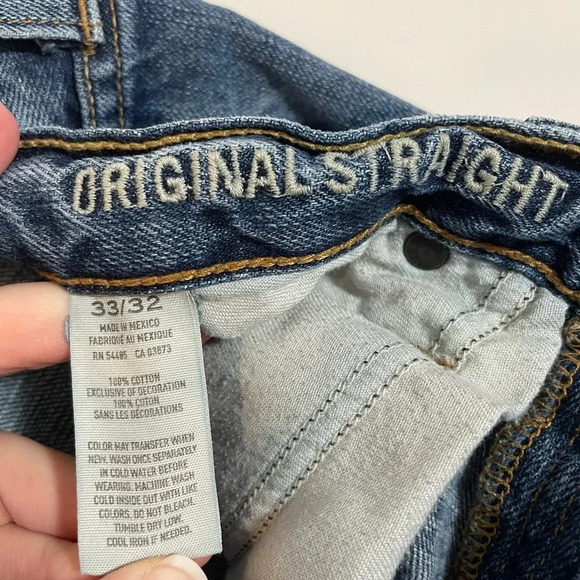 ORIGINAL STRAIGHT
33/32
MADE IN MEXICO
FABRIQUÉ AU MEXIQUE
RN 54485 CA 03873
100% COTTON
EXCLUSIVE OF DECORATION
100% COTON
SANS LES DÉCORATIONS
COLOR MAY TRANSFER WHEN
NEW. WASH ONCE SEPARATELY
IN COLD WATER BEFORE
WEARING. MACHINE WASH
COLD INSIDE OUT WITH LIKE
COLORS. DO NOT BLEACH.
TUMBLE DRY LOW.
COOL IRON IF NEEDED.